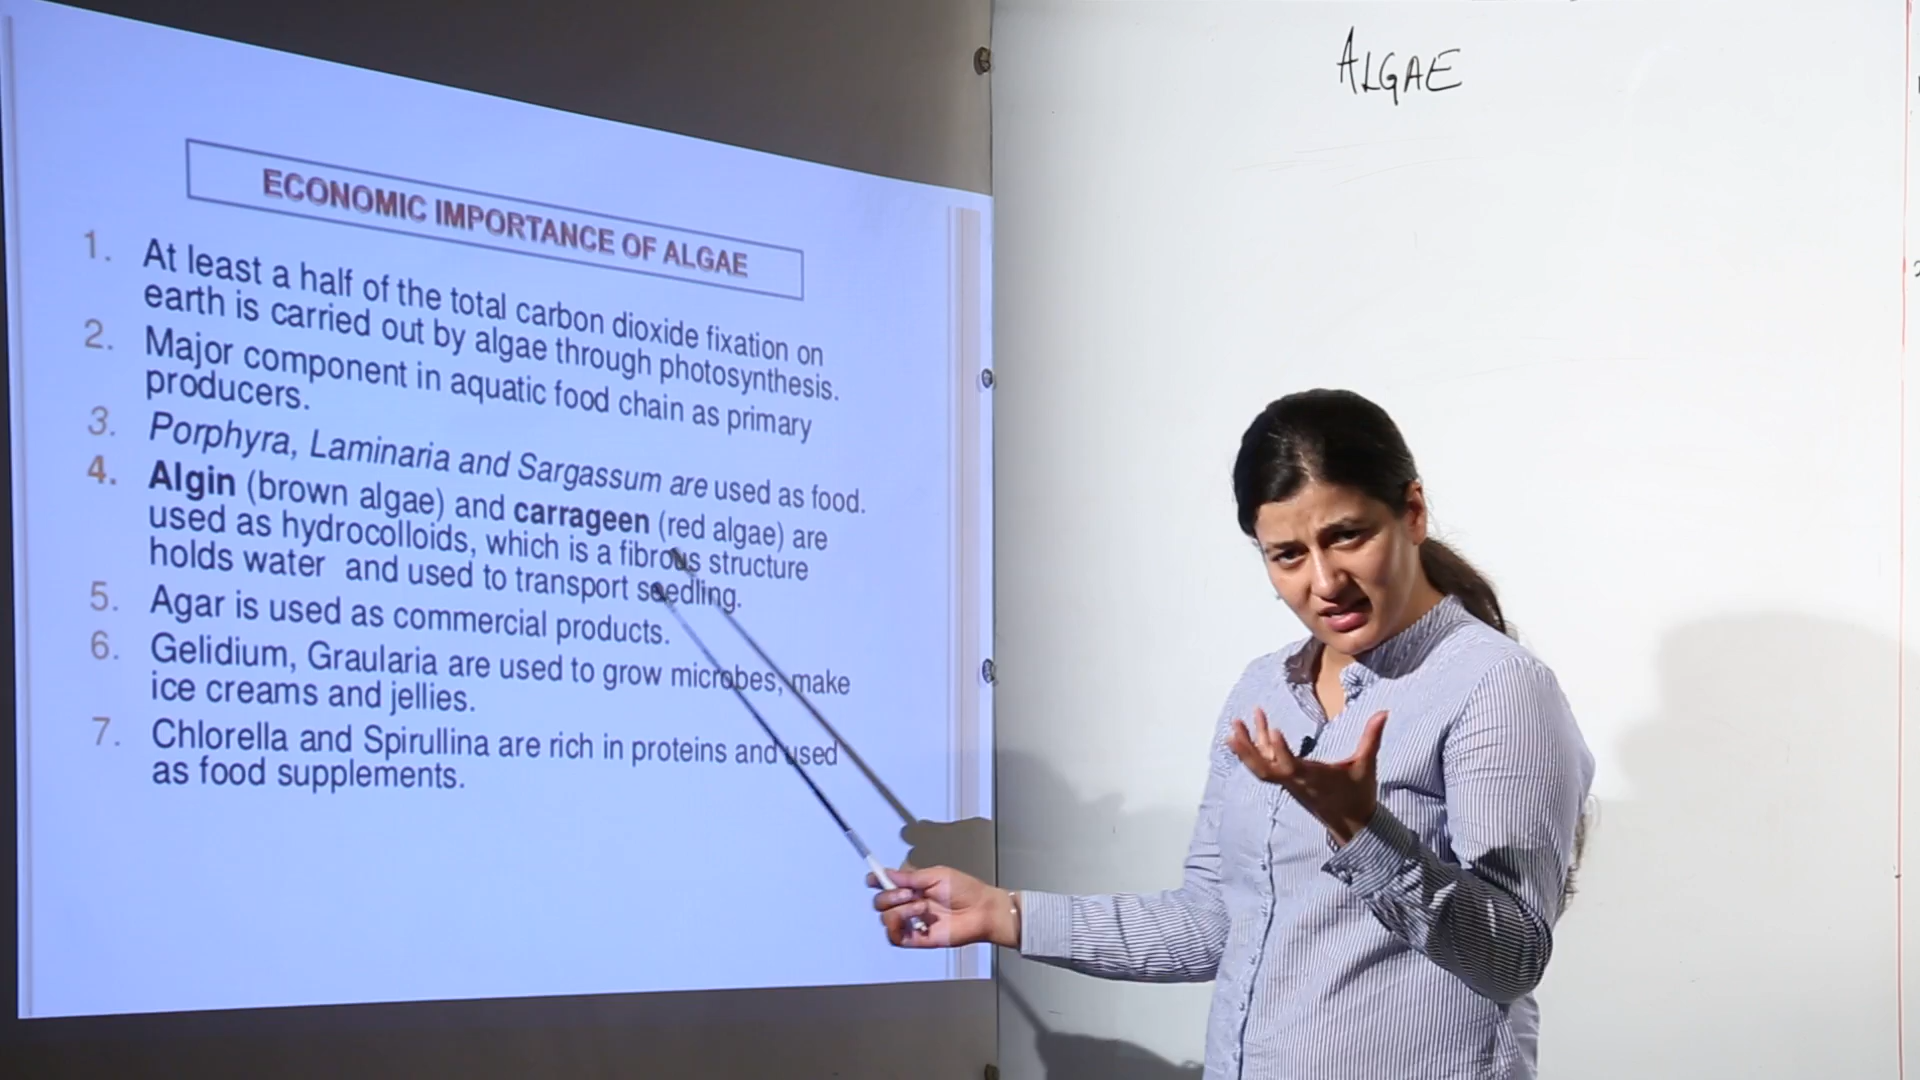 ALGAE
ECONOMIC IMPORTANCE OF ALGAE
1. At least a half of the total carbon dioxide fixation on
earth is carried out by algae through photosynthesis.
2. Major component in aquatic food chain as primary
producers.
3. Porphyra, Laminaria and Sargassum are used as food.
4. Algin (brown algae) and carrageen (red algae) are
used as hydrocolloids, which is a fibrous structure
holds water and used to transport seedling.
5. Agar is used as commercial products.
6. Gelidium, Graularia are used to grow microbes, make
ice creams and jellies.
7. Chlorella and Spirullina are rich in proteins and used
as food supplements.